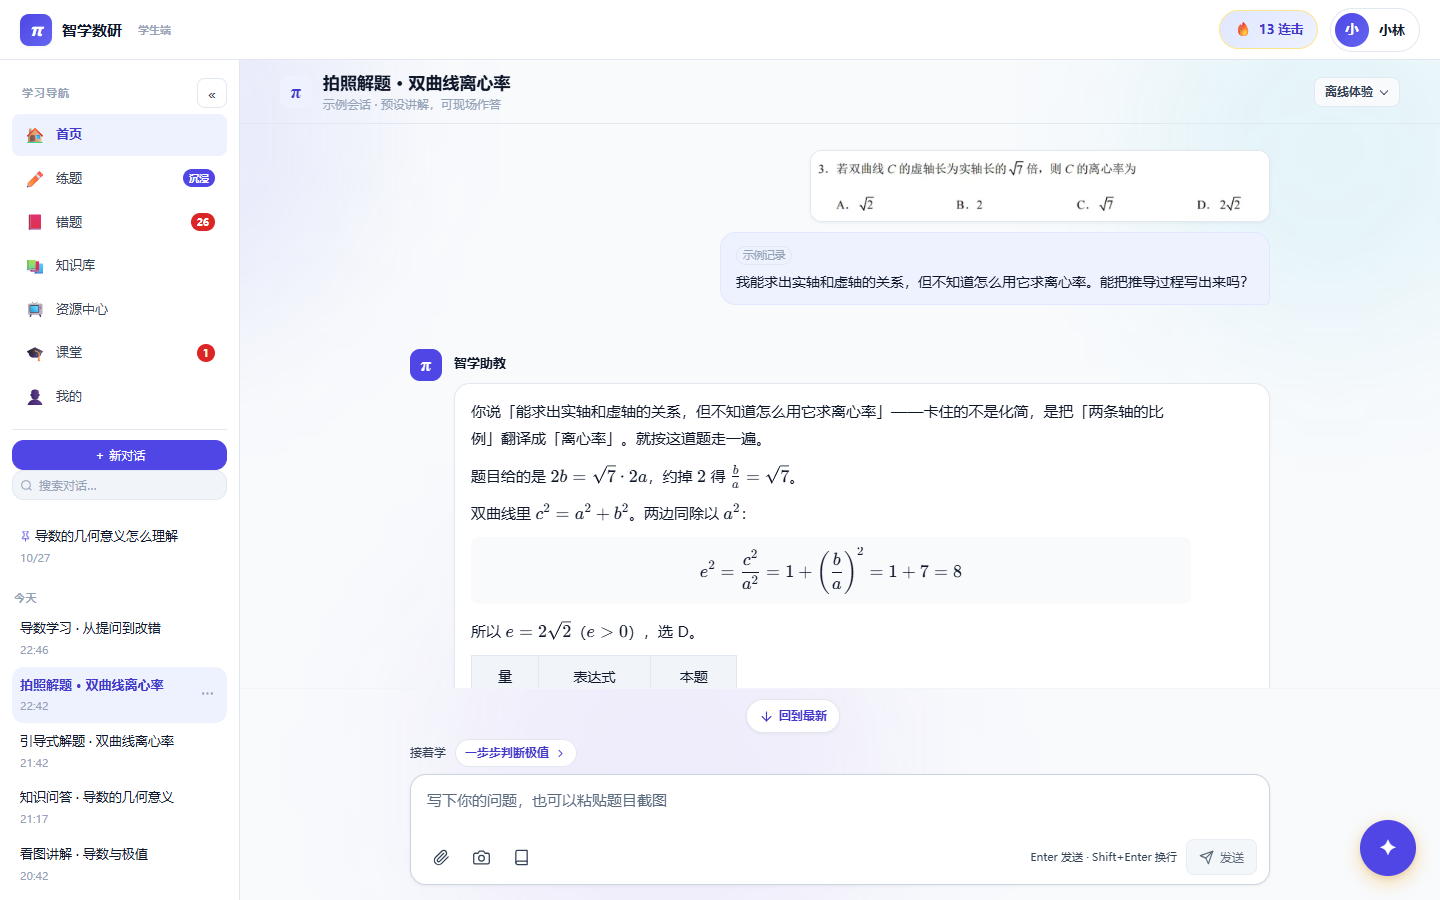 π 智学数研 学生端
13 连击
小 小林
学习导航 «
首页
练题 沉浸
错题 26
知识库
资源中心
课堂 1
我的
+ 新对话
搜索对话...
导数的几何意义怎么理解
10/27
今天
导数学习 · 从提问到改错
22:46
拍照解题 · 双曲线离心率 ...
22:42
引导式解题 · 双曲线离心率
21:42
知识问答 · 导数的几何意义
21:17
看图讲解 · 导数与极值
20:42
π 拍照解题 · 双曲线离心率
示例会话 · 预设讲解，可现场作答
离线体验
3. 若双曲线 C 的虚轴长为实轴长的 √7 倍，则 C 的离心率为
A. √2 B. 2 C. √7 D. 2√2
示例记录
我能求出实轴和虚轴的关系，但不知道怎么用它求离心率。能把推导过程写出来吗？
π 智学助教
你说「能求出实轴和虚轴的关系，但不知道怎么用它求离心率」——卡住的不是化简，是把「两条轴的比
例」翻译成「离心率」。就按这道题走一遍。
题目给的是 2b = √7 · 2a，约掉 2 得 b/a = √7。
双曲线里 c² = a² + b²。两边同除以 a²：
e² = c²/a² = 1 + (b/a)² = 1 + 7 = 8
所以 e = 2√2（e > 0），选 D。
量 表达式 本题
↓ 回到最新
接着学 一步步判断极值 >
写下你的问题，也可以粘贴题目截图
Enter 发送 · Shift+Enter 换行 发送